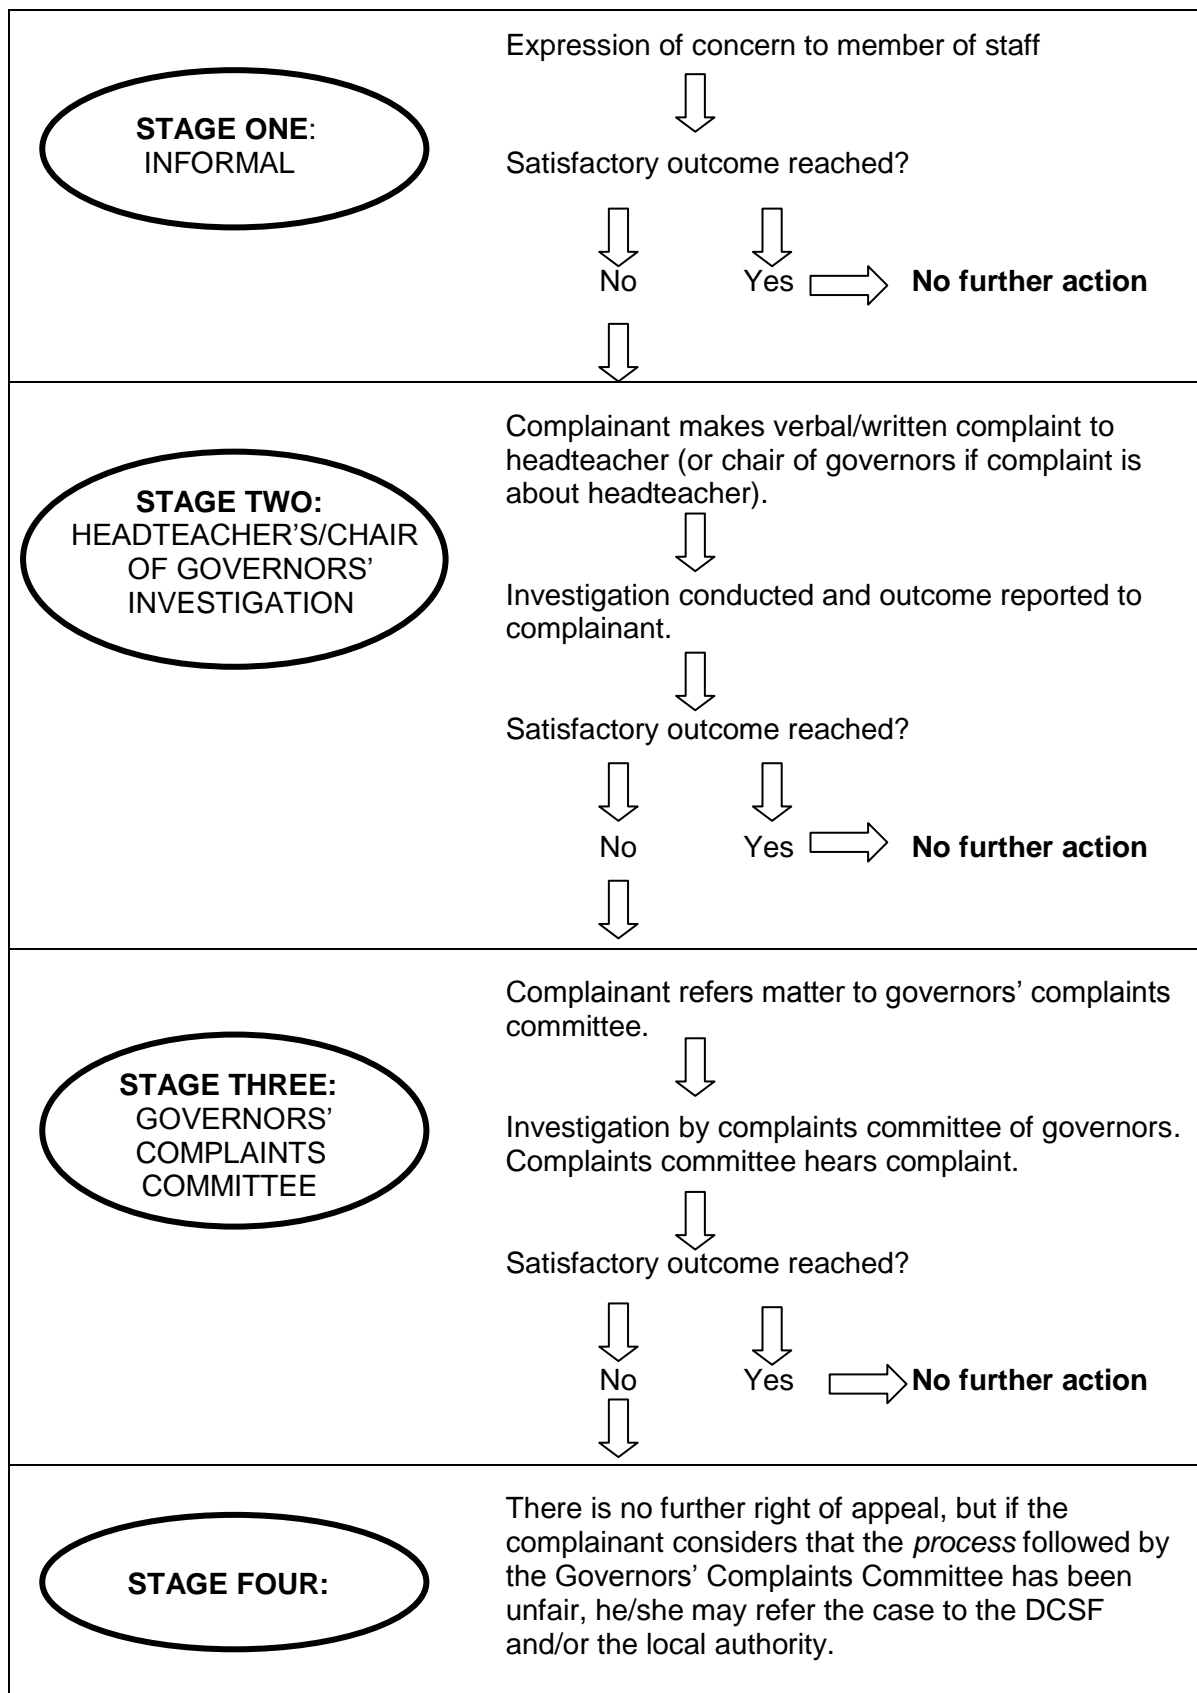 Expression of concern to member of staff
STAGE ONE:
INFORMAL
Satisfactory outcome reached?
No
Yes
No further action
Complainant makes verbal/written complaint to
headteacher (or chair of governors if complaint is
about headteacher).
STAGE TWO:
HEADTEACHER’S/CHAIR
OF GOVERNORS’
INVESTIGATION
Investigation conducted and outcome reported to
complainant.
Satisfactory outcome reached?
No
Yes
No further action
Complainant refers matter to governors’ complaints
committee.
STAGE THREE:
GOVERNORS’
COMPLAINTS
COMMITTEE
Investigation by complaints committee of governors.
Complaints committee hears complaint.
Satisfactory outcome reached?
No
Yes
No further action
STAGE FOUR:
There is no further right of appeal, but if the
complainant considers that the process followed by
the Governors’ Complaints Committee has been
unfair, he/she may refer the case to the DCSF
and/or the local authority.